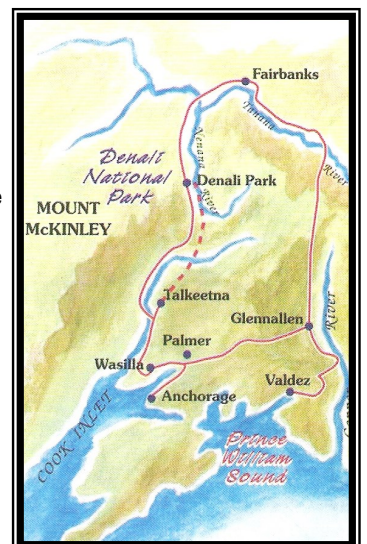 Fairbanks
Tanana
River
Nenana
River
Denali
National
Park
Denali Park
MOUNT
McKINLEY
Talkeetna
Glennallen
River
Palmer
Wasilla
Valdez
Anchorage
COOK INLET
Prince
William
Sound